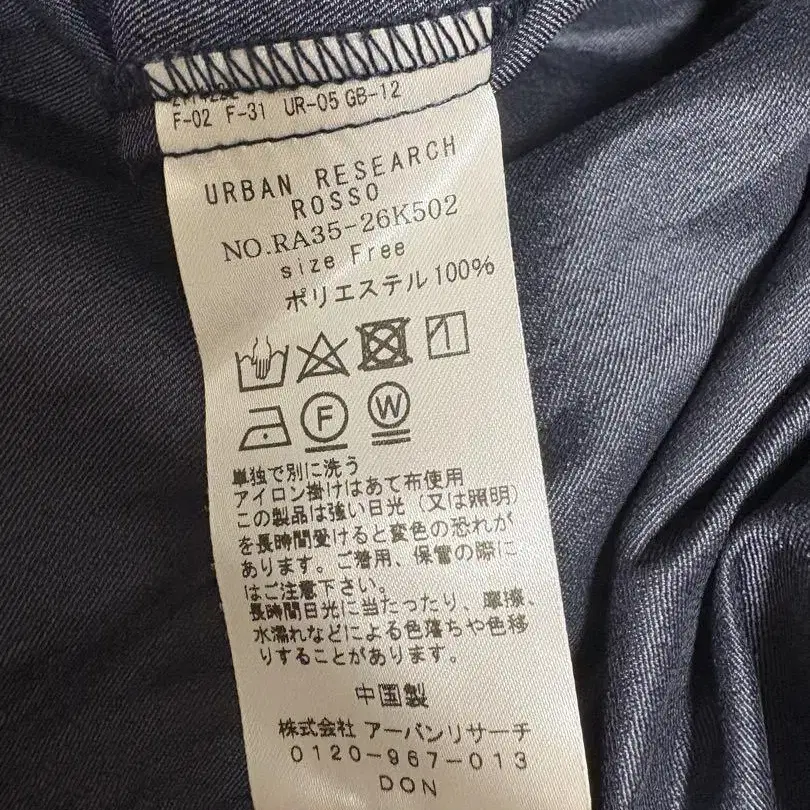 F-02 F-31 UR-05 GB-12
URBAN RESEARCH
ROSSO
NO.RA35-26K502
size Free
ポリエステル 100%
F W
単独で別に洗う
アイロン掛けはあて布使用
この製品は強い日光(又は照明)
を長時間受けると変色の恐れが
あります。ご着用、保管の際に
はご注意下さい。
長時間日光に当たったり、摩擦、
水濡れなどによる色落ちや色移
りすることがあります。
中国製
株式会社 アーバンリサーチ
0120-967-013
DON